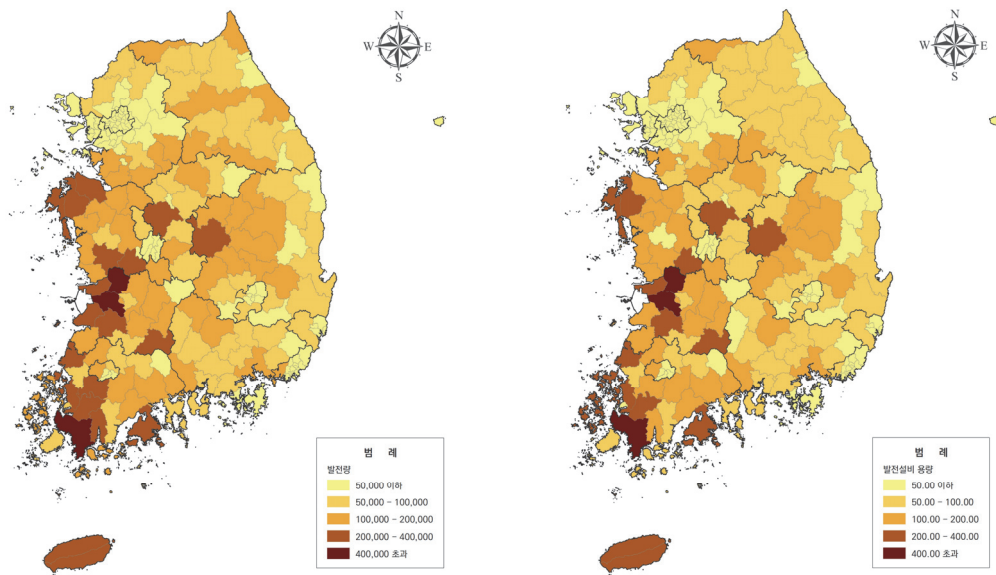 N
W E
S
범 례
발전량
50,000 이하
50,000 – 100,000
100,000 – 200,000
200,000 – 400,000
400,000 초과
N
W E
S
범 례
발전설비 용량
50.00 이하
50.00 – 100.00
100.00 – 200.00
200.00 – 400.00
400.00 초과